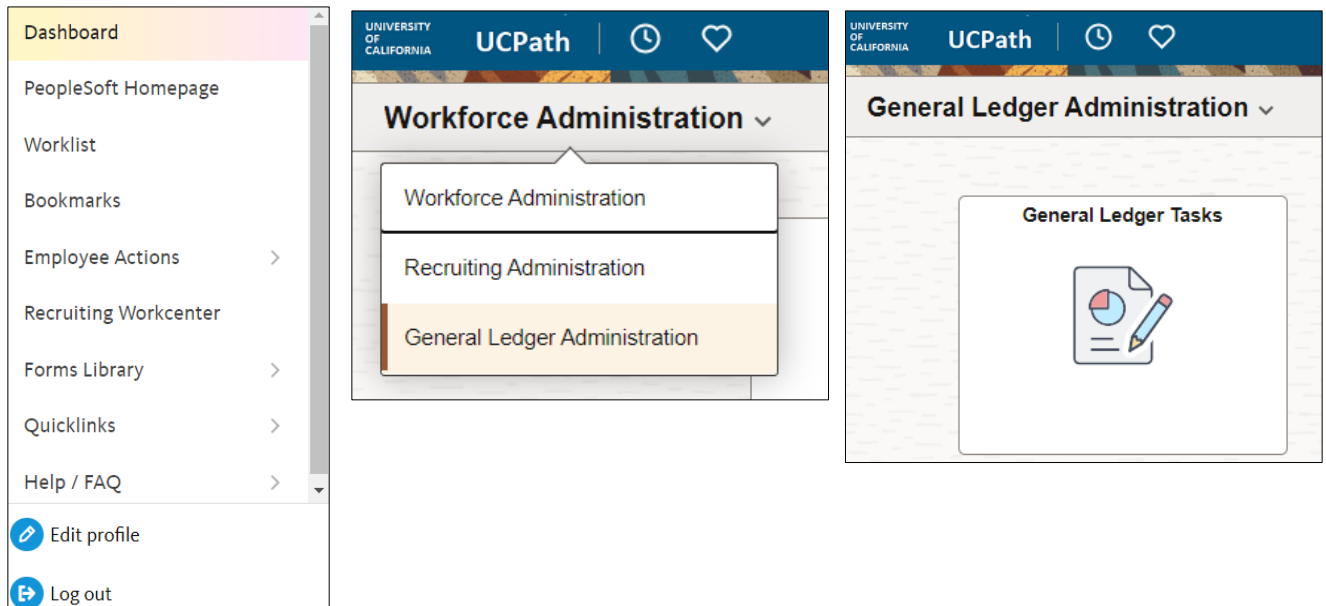 Dashboard
PeopleSoft Homepage
Worklist
Bookmarks
Employee Actions
Recruiting Workcenter
Forms Library
Quicklinks
Help / FAQ
Edit profile
Log out
UNIVERSITY
OF
CALIFORNIA
UCPath
Workforce Administration
Workforce Administration
Recruiting Administration
General Ledger Administration
UNIVERSITY
OF
CALIFORNIA
UCPath
General Ledger Administration
General Ledger Tasks